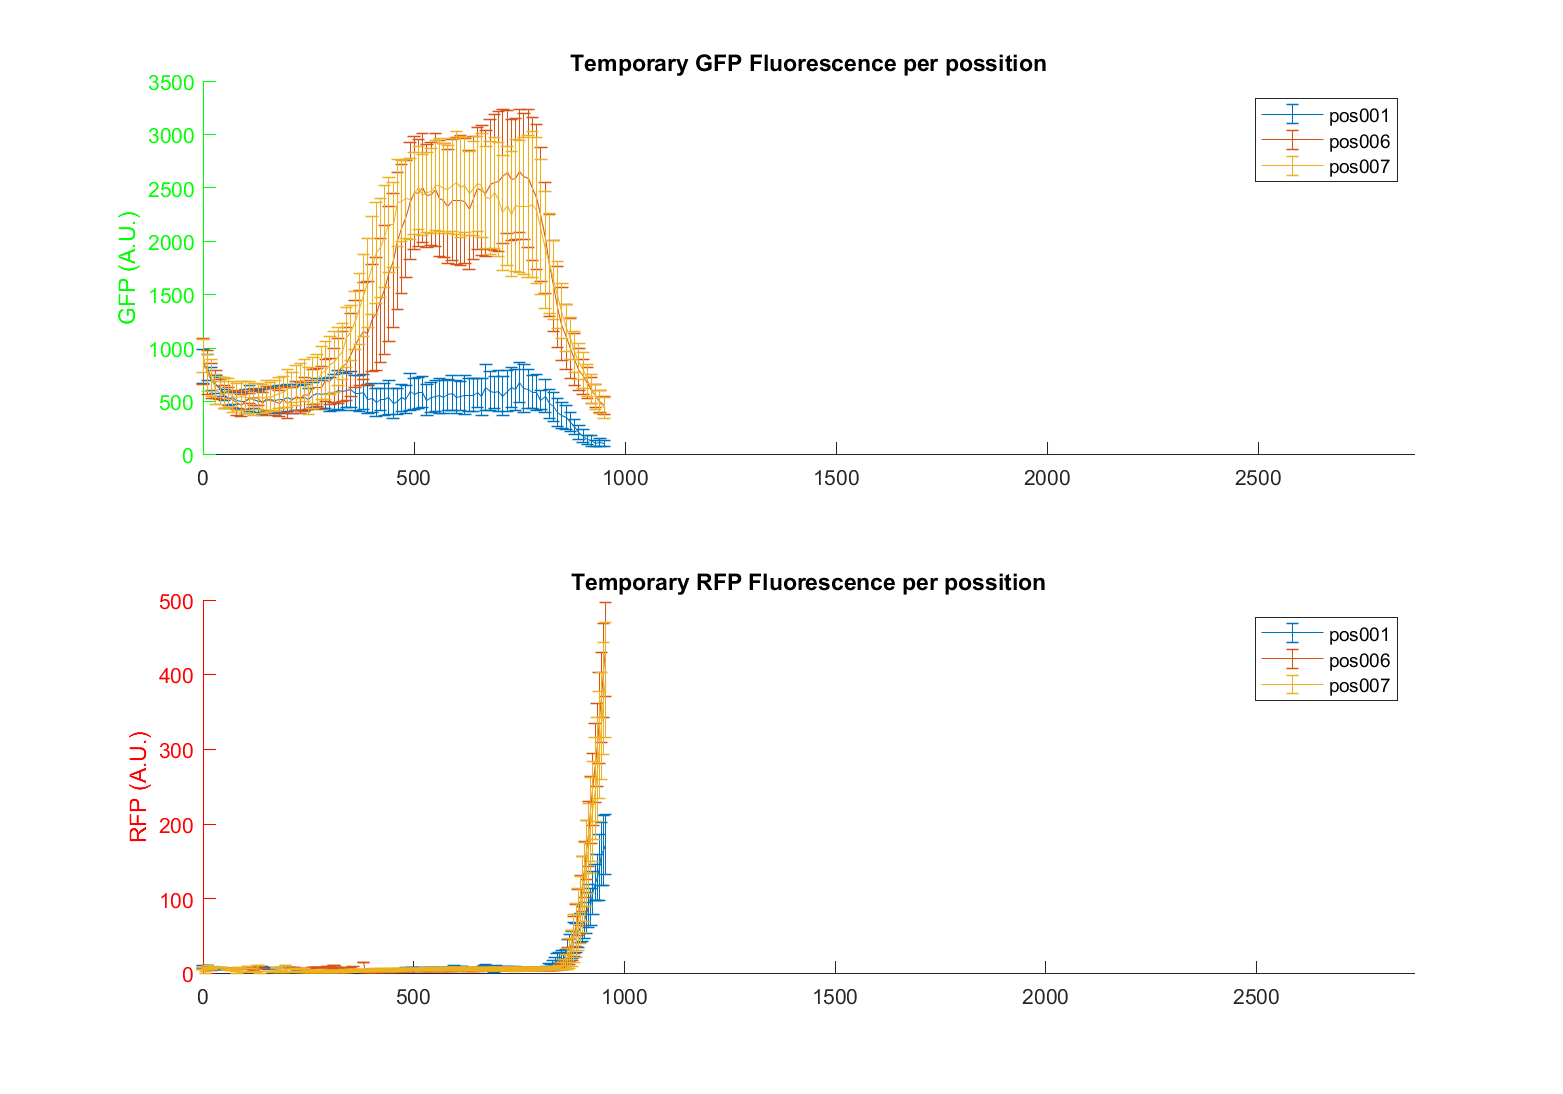 Temporary GFP Fluorescence per possition
3500
3000
2500
2000
1500
1000
500
0
GFP (A.U.)
0 500 1000 1500 2000 2500
pos001
pos006
pos007
Temporary RFP Fluorescence per possition
500
400
300
200
100
0
RFP (A.U.)
0 500 1000 1500 2000 2500
pos001
pos006
pos007